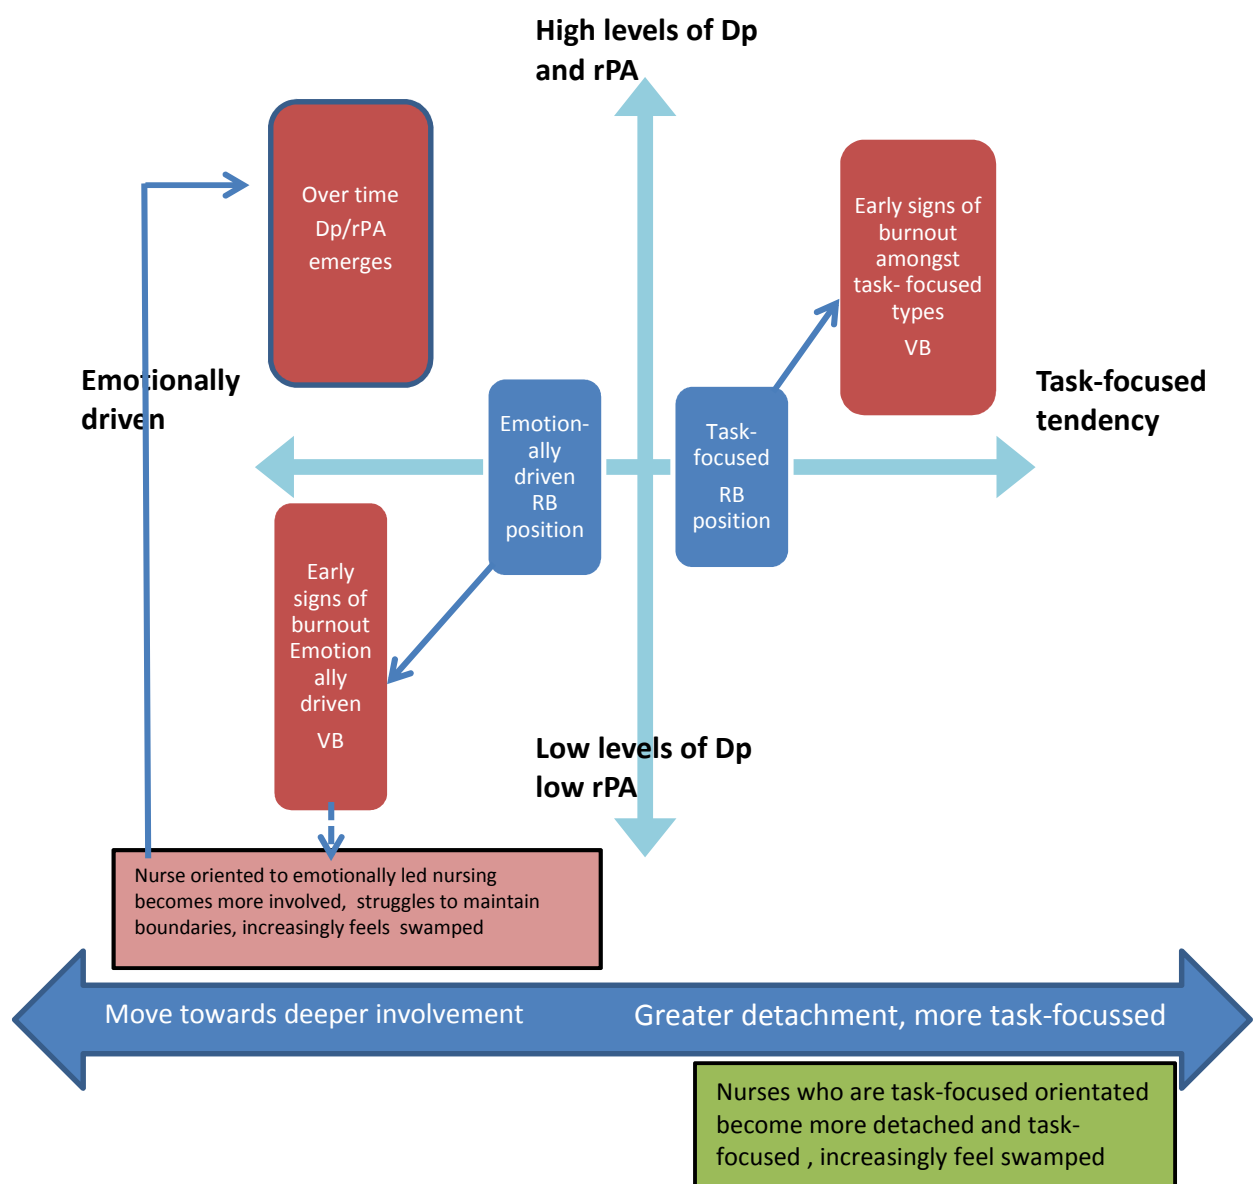 High levels of Dp
and rPA
Over time
Dp/rPA
emerges
Early signs of
burnout
amongst
task- focused
types
VB
Emotionally
driven
Task-focused
tendency
Emotion-
ally
driven
RB
position
Task-
focused
RB
position
Early
signs of
burnout
Emotion
ally
driven
VB
Low levels of Dp
low rPA
Nurse oriented to emotionally led nursing
becomes more involved, struggles to maintain
boundaries, increasingly feels swamped
Move towards deeper involvement
Greater detachment, more task-focussed
Nurses who are task-focused orientated
become more detached and task-
focused , increasingly feel swamped